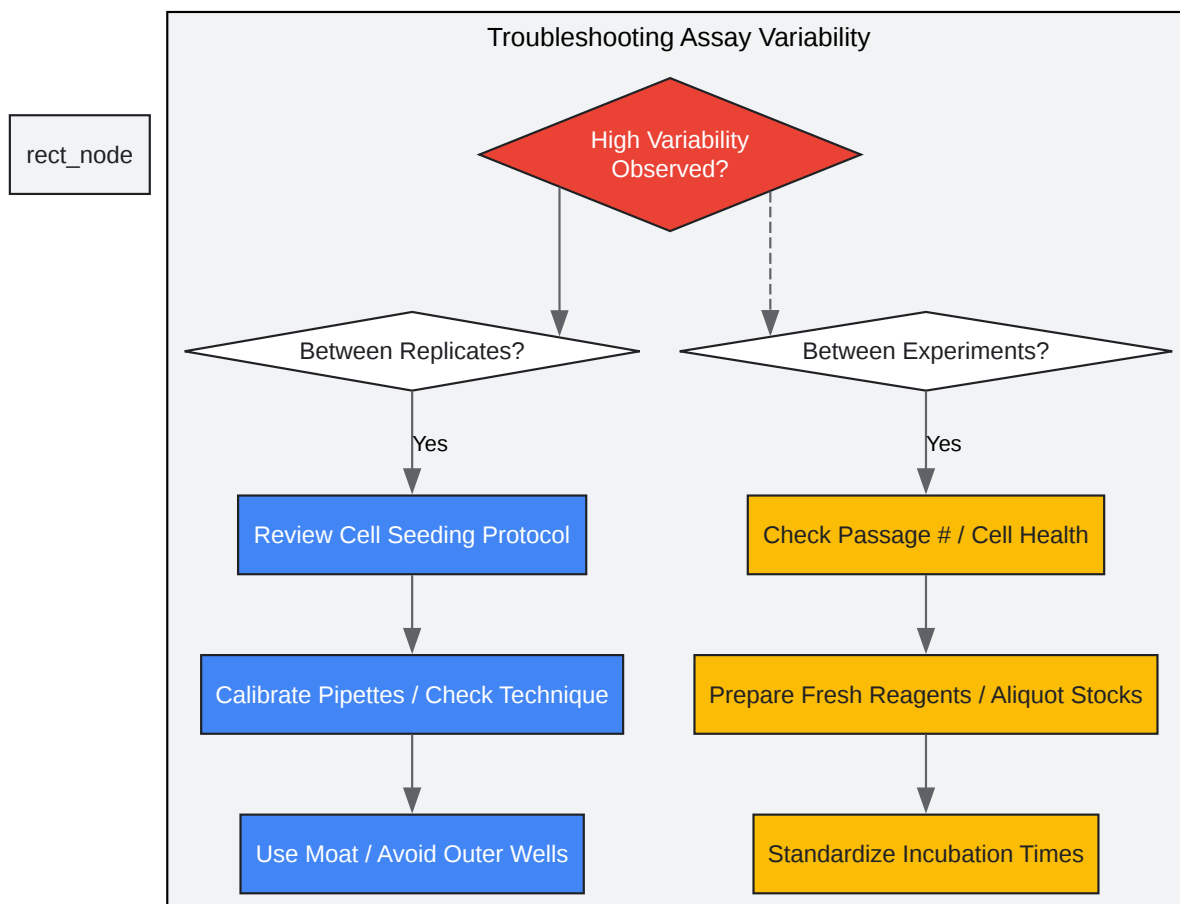 Troubleshooting Assay Variability
rect_node
High Variability
Observed?
Between Replicates?
Between Experiments?
Yes
Yes
Review Cell Seeding Protocol
Check Passage # / Cell Health
Calibrate Pipettes / Check Technique
Prepare Fresh Reagents / Aliquot Stocks
Use Moat / Avoid Outer Wells
Standardize Incubation Times